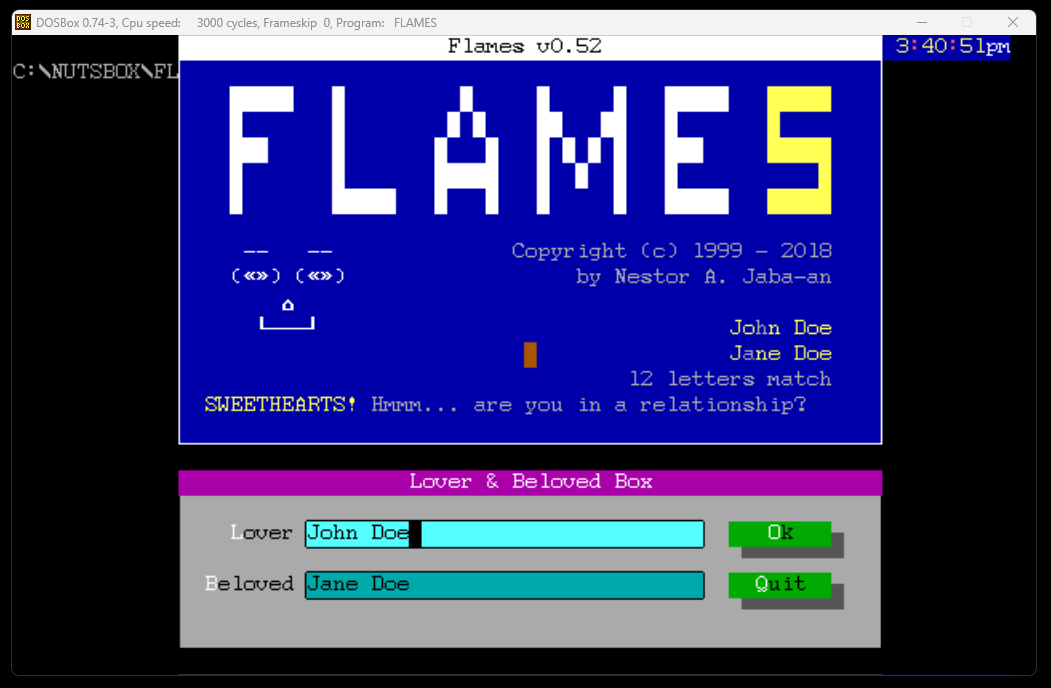 DOSBox 0.74-3, Cpu speed: 3000 cycles, Frameskip 0, Program: FLAMES
Flames v0.52
3:40:51pm
C:\NUTSBOX\FL
FLAMES
-- --
(«») («»)
Copyright (c) 1999 - 2018
by Nestor A. Jaba-an
John Doe
Jane Doe
12 letters match
SWEETHEARTS! Hmmm... are you in a relationship?
Lover & Beloved Box
Lover John Doe Ok
Beloved Jane Doe Quit